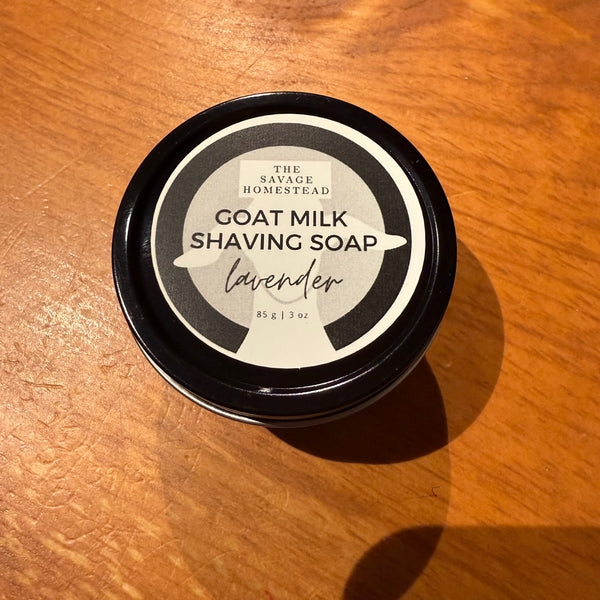 THE
SAVAGE
HOMESTEAD
GOAT MILK
SHAVING SOAP
lavender
85 g | 3 oz